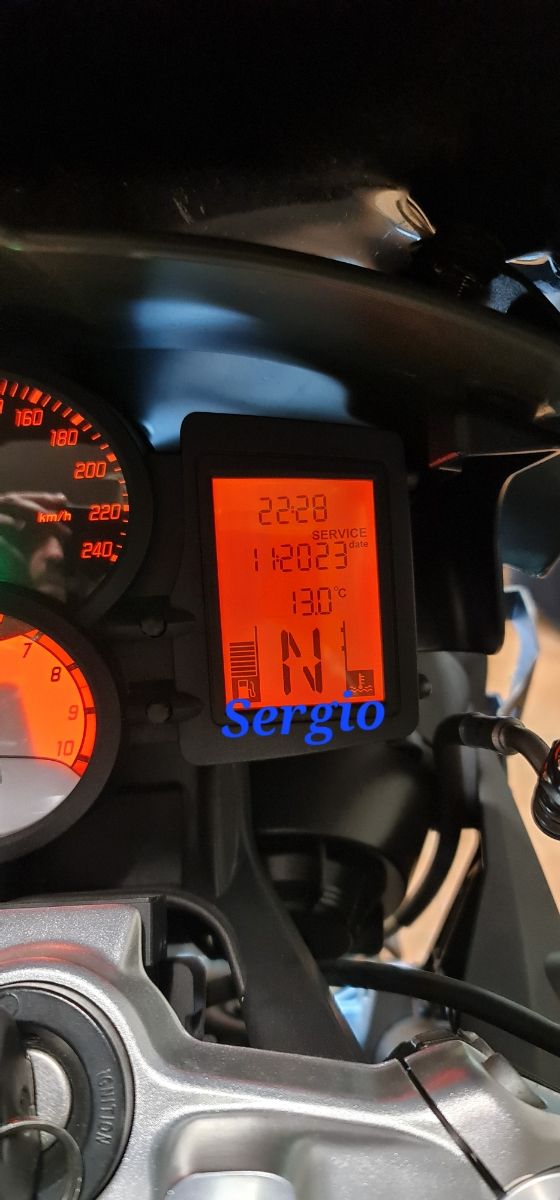 160
180
200
km/h 220
240
7
8
9
10
22:28
SERVICE
date
11:2023
13.0 °C
N
Sergio
IGNITION